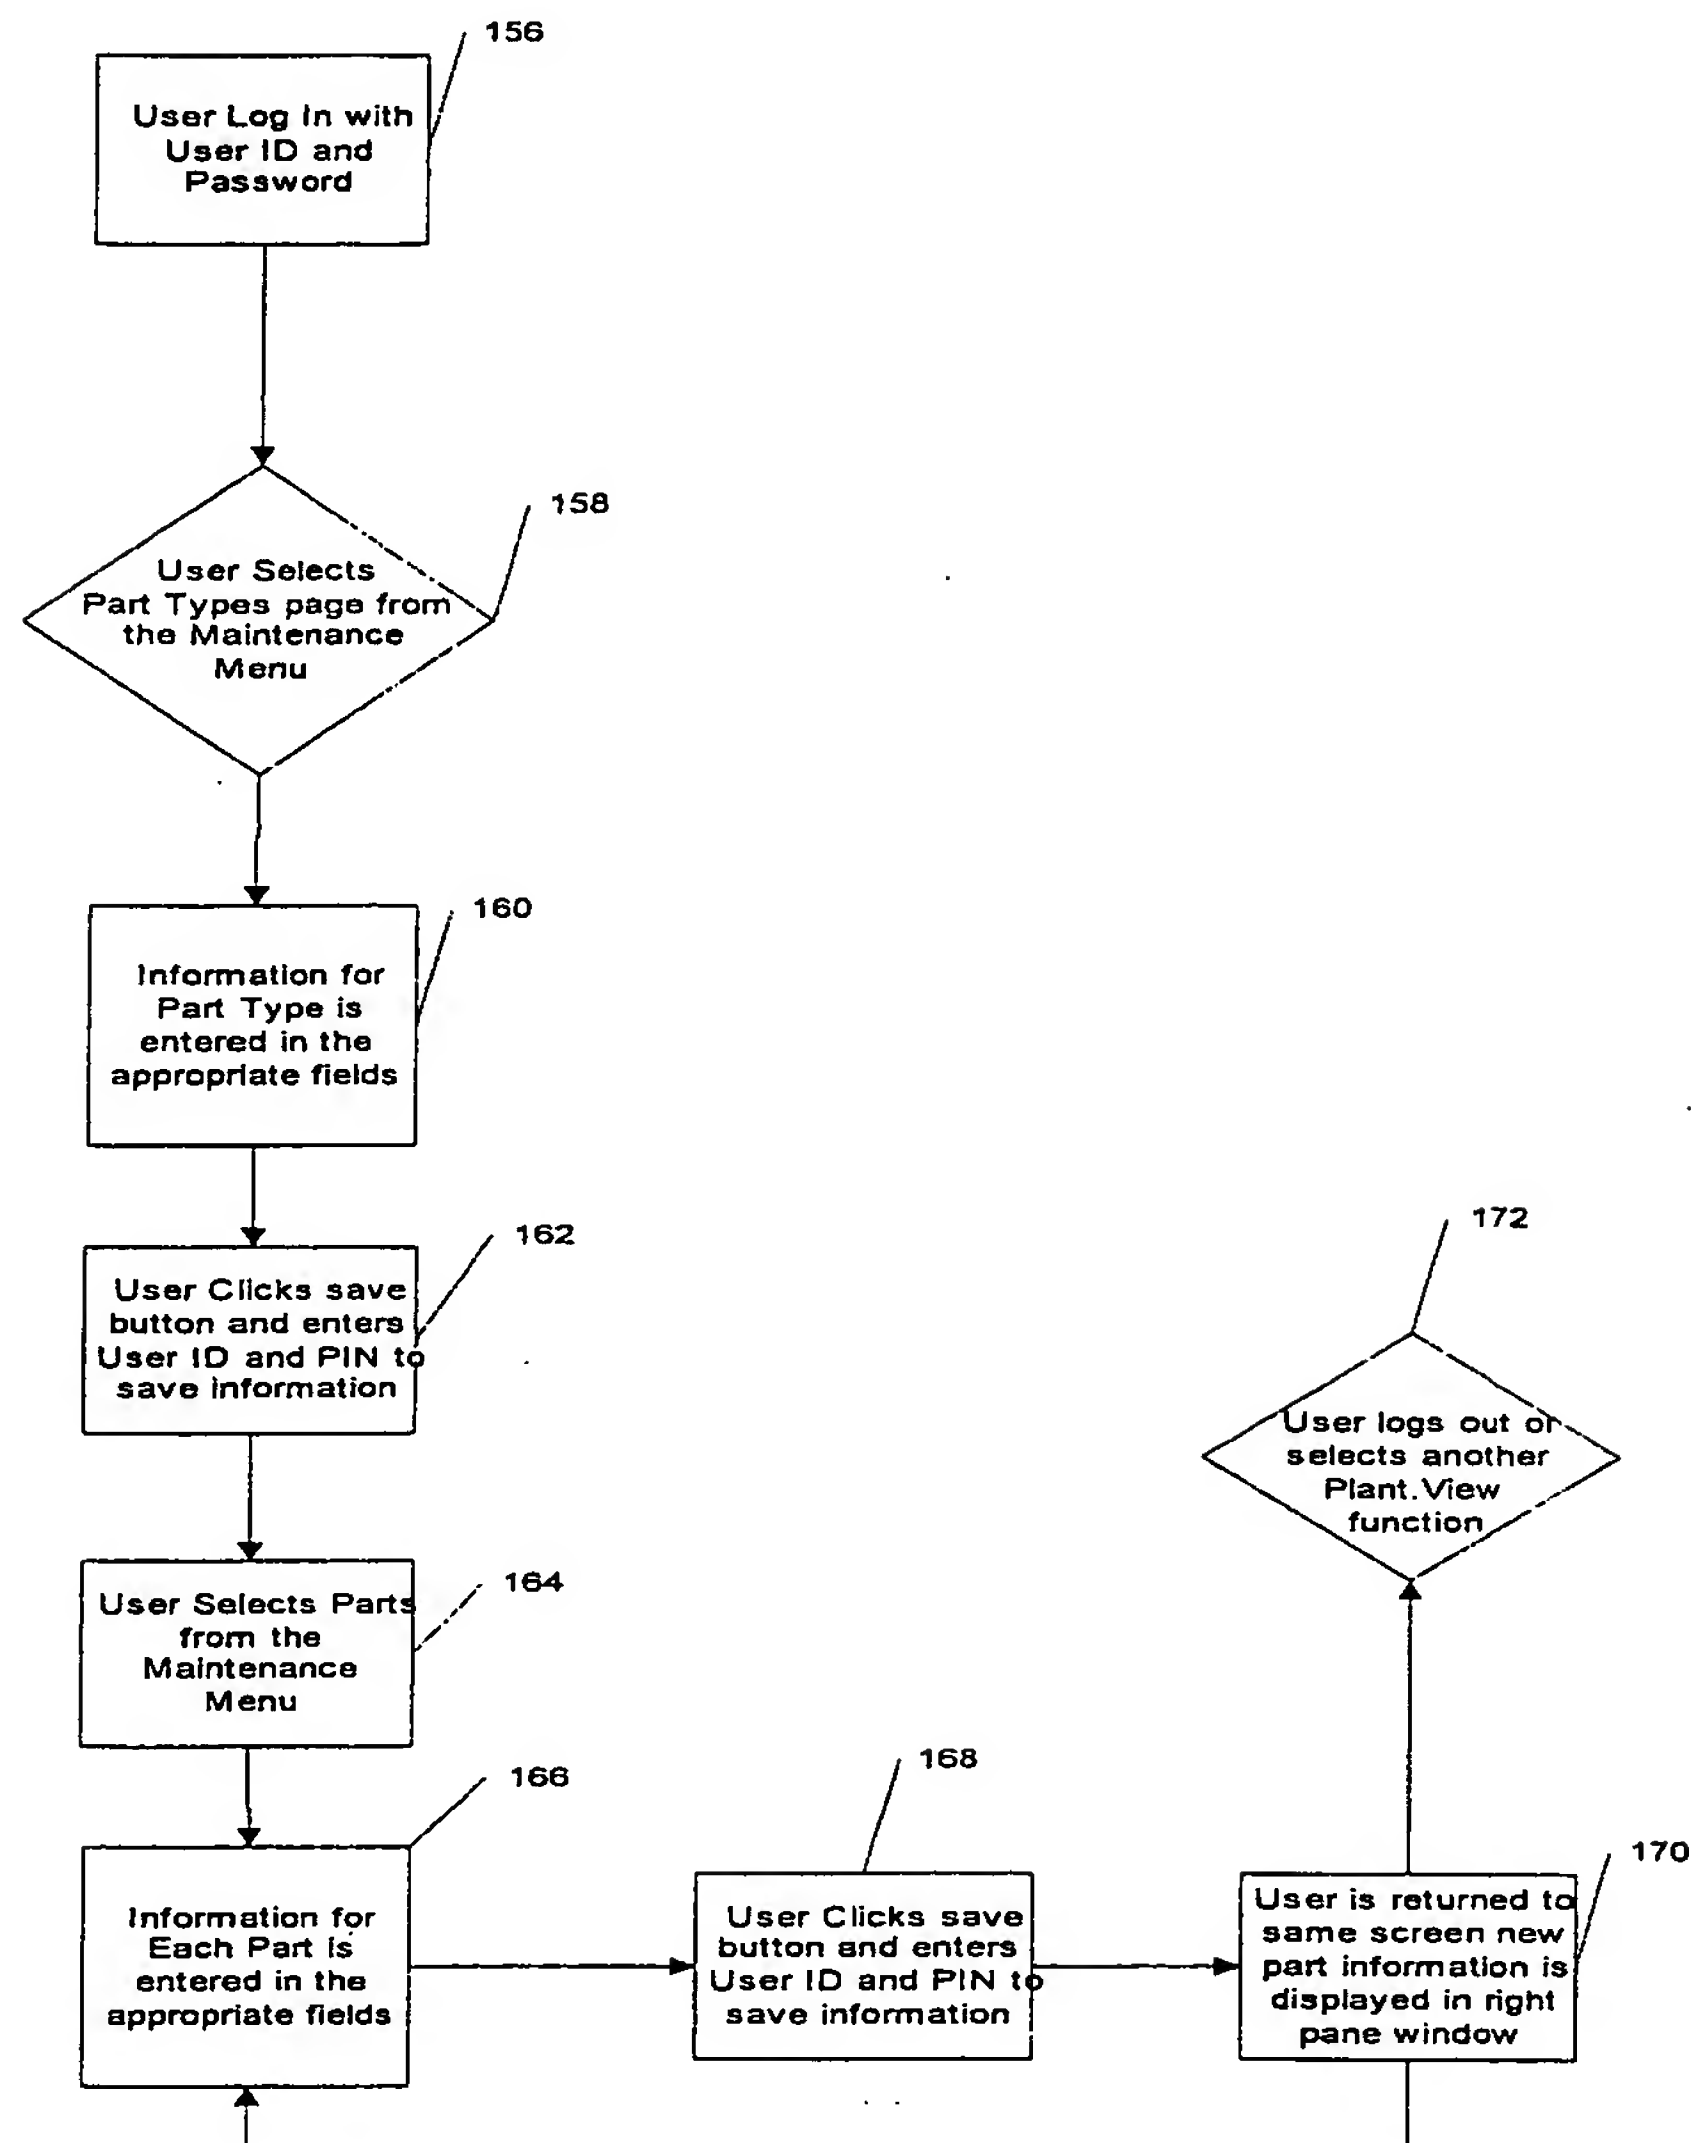 156
User Log In with
User ID and
Password
158
User Selects
Part Types page from
the Maintenance
Menu
160
Information for
Part Type is
entered in the
appropriate fields
162
User Clicks save
button and enters
User ID and PIN to
save information
164
User Selects Parts
from the
Maintenance
Menu
166
Information for
Each Part is
entered in the
appropriate fields
168
User Clicks save
button and enters
User ID and PIN to
save information
170
User is returned to
same screen new
part information is
displayed in right
pane window
172
User logs out or
selects another
Plant.View
function